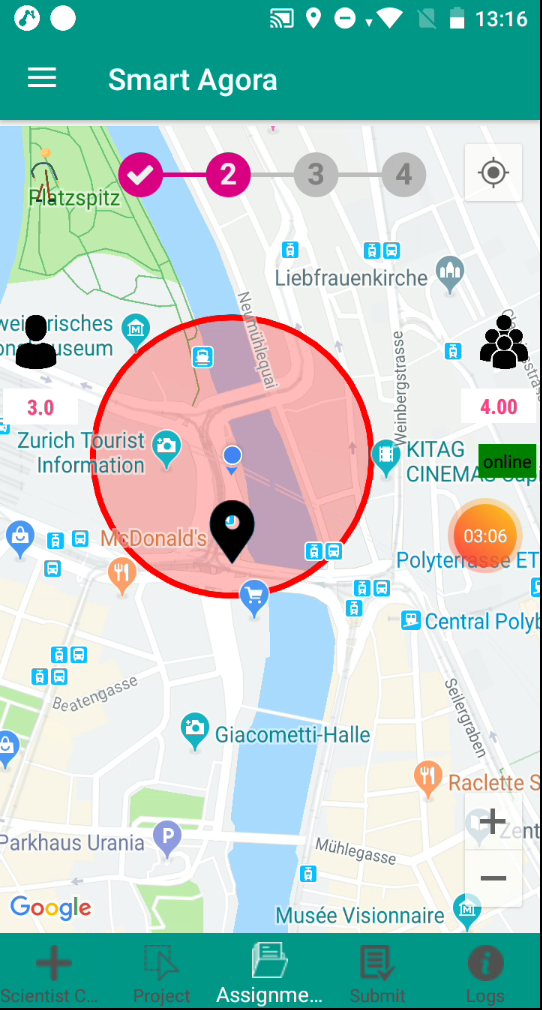 13:16
Smart Agora
2
3
4
Platzspitz
Liebfrauenkirche
Neumühlequai
Weinbergstrasse
3.0
4.00
Zurich Tourist
Information
KITAG
CINEMAS
online
McDonald's
03:06
Polyterrasse ET
Central Polyb
Beatengasse
Seilergraben
Giacometti-Halle
Raclette S
Parkhaus Urania
P
Mühlegasse
Zent
Google
Musée Visionnaire
Scientist C...
Project
Assignme...
Submit
Logs